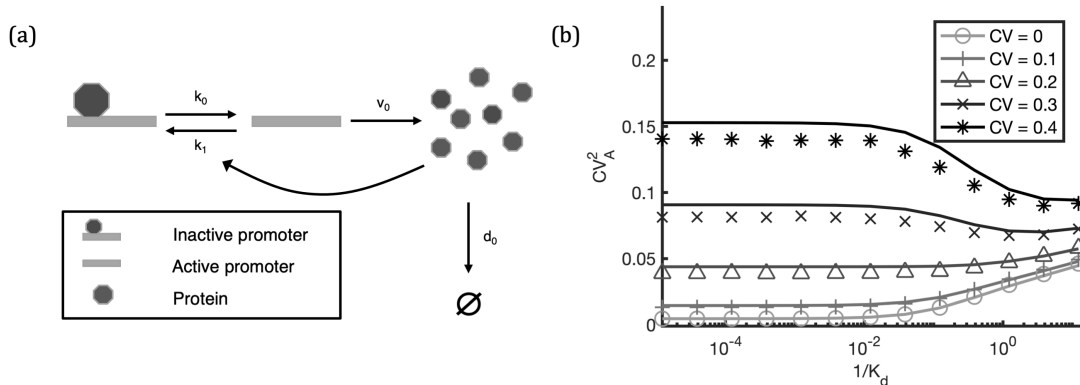 (a)
k₀
k₁
v₀
d₀
∅
Inactive promoter
Active promoter
Protein
(b)
CV = 0
CV = 0.1
CV = 0.2
CV = 0.3
CV = 0.4
0.2
0.15
0.1
0.05
0
CV²_A
10⁻⁴
10⁻²
10⁰
1/K_d